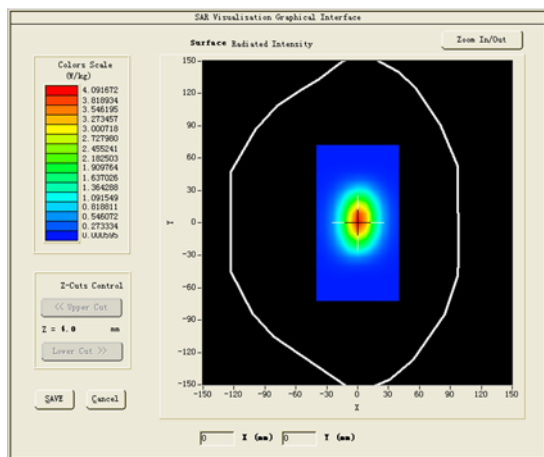 SAR Visualisation Graphical Interface
Surface Radiated Intensity
Zoom In/Out
Colors Scale
(W/kg)
4.091672
3.818934
3.546195
3.273457
3.000718
2.727980
2.455241
2.182503
1.909764
1.637026
1.364288
1.091549
0.818811
0.546072
0.273334
0.000595
Z-Cuts Control
<< Upper Cut
Z = 4.0 mm
Lower Cut >>
SAVE
Cancel
150
120
90
60
30
0
-30
-60
-90
-120
-150
Y
-150 -120 -90 -60 -30 0 30 60 90 120 150
X
0 X (mm) 0 Y (mm)